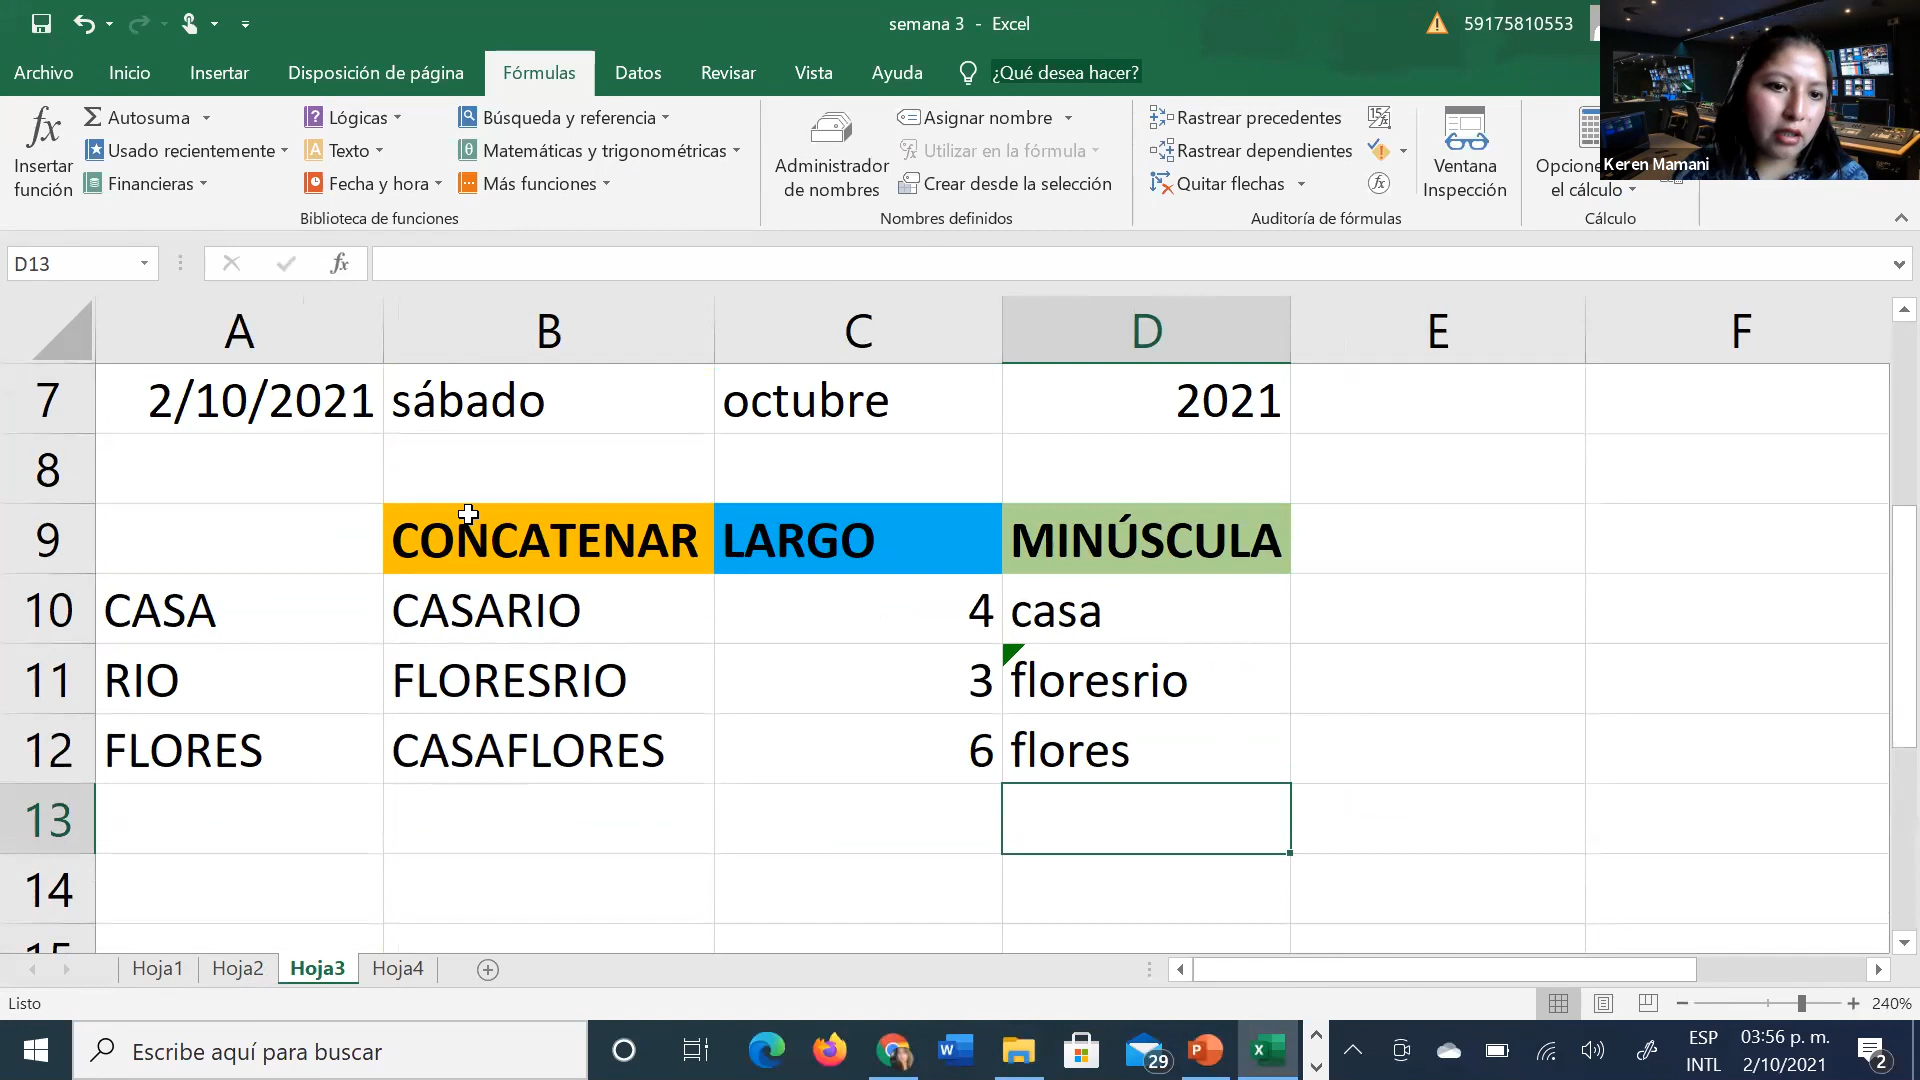 semana 3 - Excel
59175810553
Archivo
Inicio
Insertar
Disposición de página
Fórmulas
Datos
Revisar
Vista
Ayuda
¿Qué desea hacer?
Insertar función
Autosuma
Usado recientemente
Financieras
Lógicas
Texto
Fecha y hora
Búsqueda y referencia
Matemáticas y trigonométricas
Más funciones
Biblioteca de funciones
Administrador de nombres
Asignar nombre
Utilizar en la fórmula
Crear desde la selección
Nombres definidos
Rastrear precedentes
Rastrear dependientes
Quitar flechas
Auditoría de fórmulas
Ventana Inspección
el cálculo
Cálculo
Keren Mamani
D13
fx
A B C D E F
7 2/10/2021 sábado octubre 2021
8
9 CONCATENAR LARGO MINÚSCULA
10 CASA CASARIO 4 casa
11 RIO FLORESRIO 3 floresrio
12 FLORES CASAFLORES 6 flores
13
14
15
Hoja1 Hoja2 Hoja3 Hoja4
Listo
240%
Escribe aquí para buscar
29
ESP
INTL
03:56 p. m.
2/10/2021
2